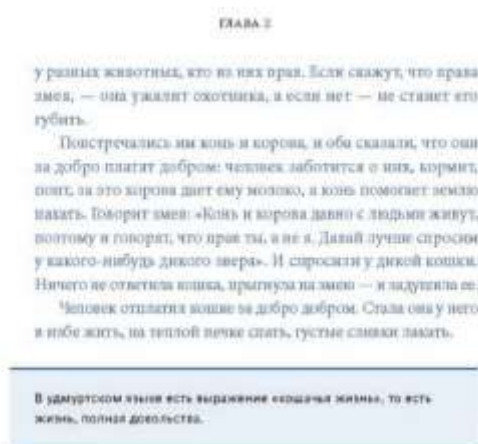 ГЛАВА 2
у разных животных, кто из них прав. Если скажут, что права
змея, — она ужалит охотника, а если нет — не станет его
губить.
Повстречались им конь и корова, и оба сказали, что они
за добро платят добром: человек заботится о них, кормит,
поит, за это корова дает ему молоко, а конь помогает землю
пахать. Говорит змея: «Конь и корова давно с людьми живут,
поэтому и говорят, что прав ты, а не я. Давай лучше спросим
у какого-нибудь дикого зверя». И спросили у дикой кошки.
Ничего не ответила кошка, прыгнула на змею — и задушила ее.
Человек отплатил кошке за добро добром. Стала она у него
в избе жить, на теплой печке спать, густые сливки лакать.
В удмуртском языке есть выражение «кошачья жизнь», то есть
жизнь, полная довольства.